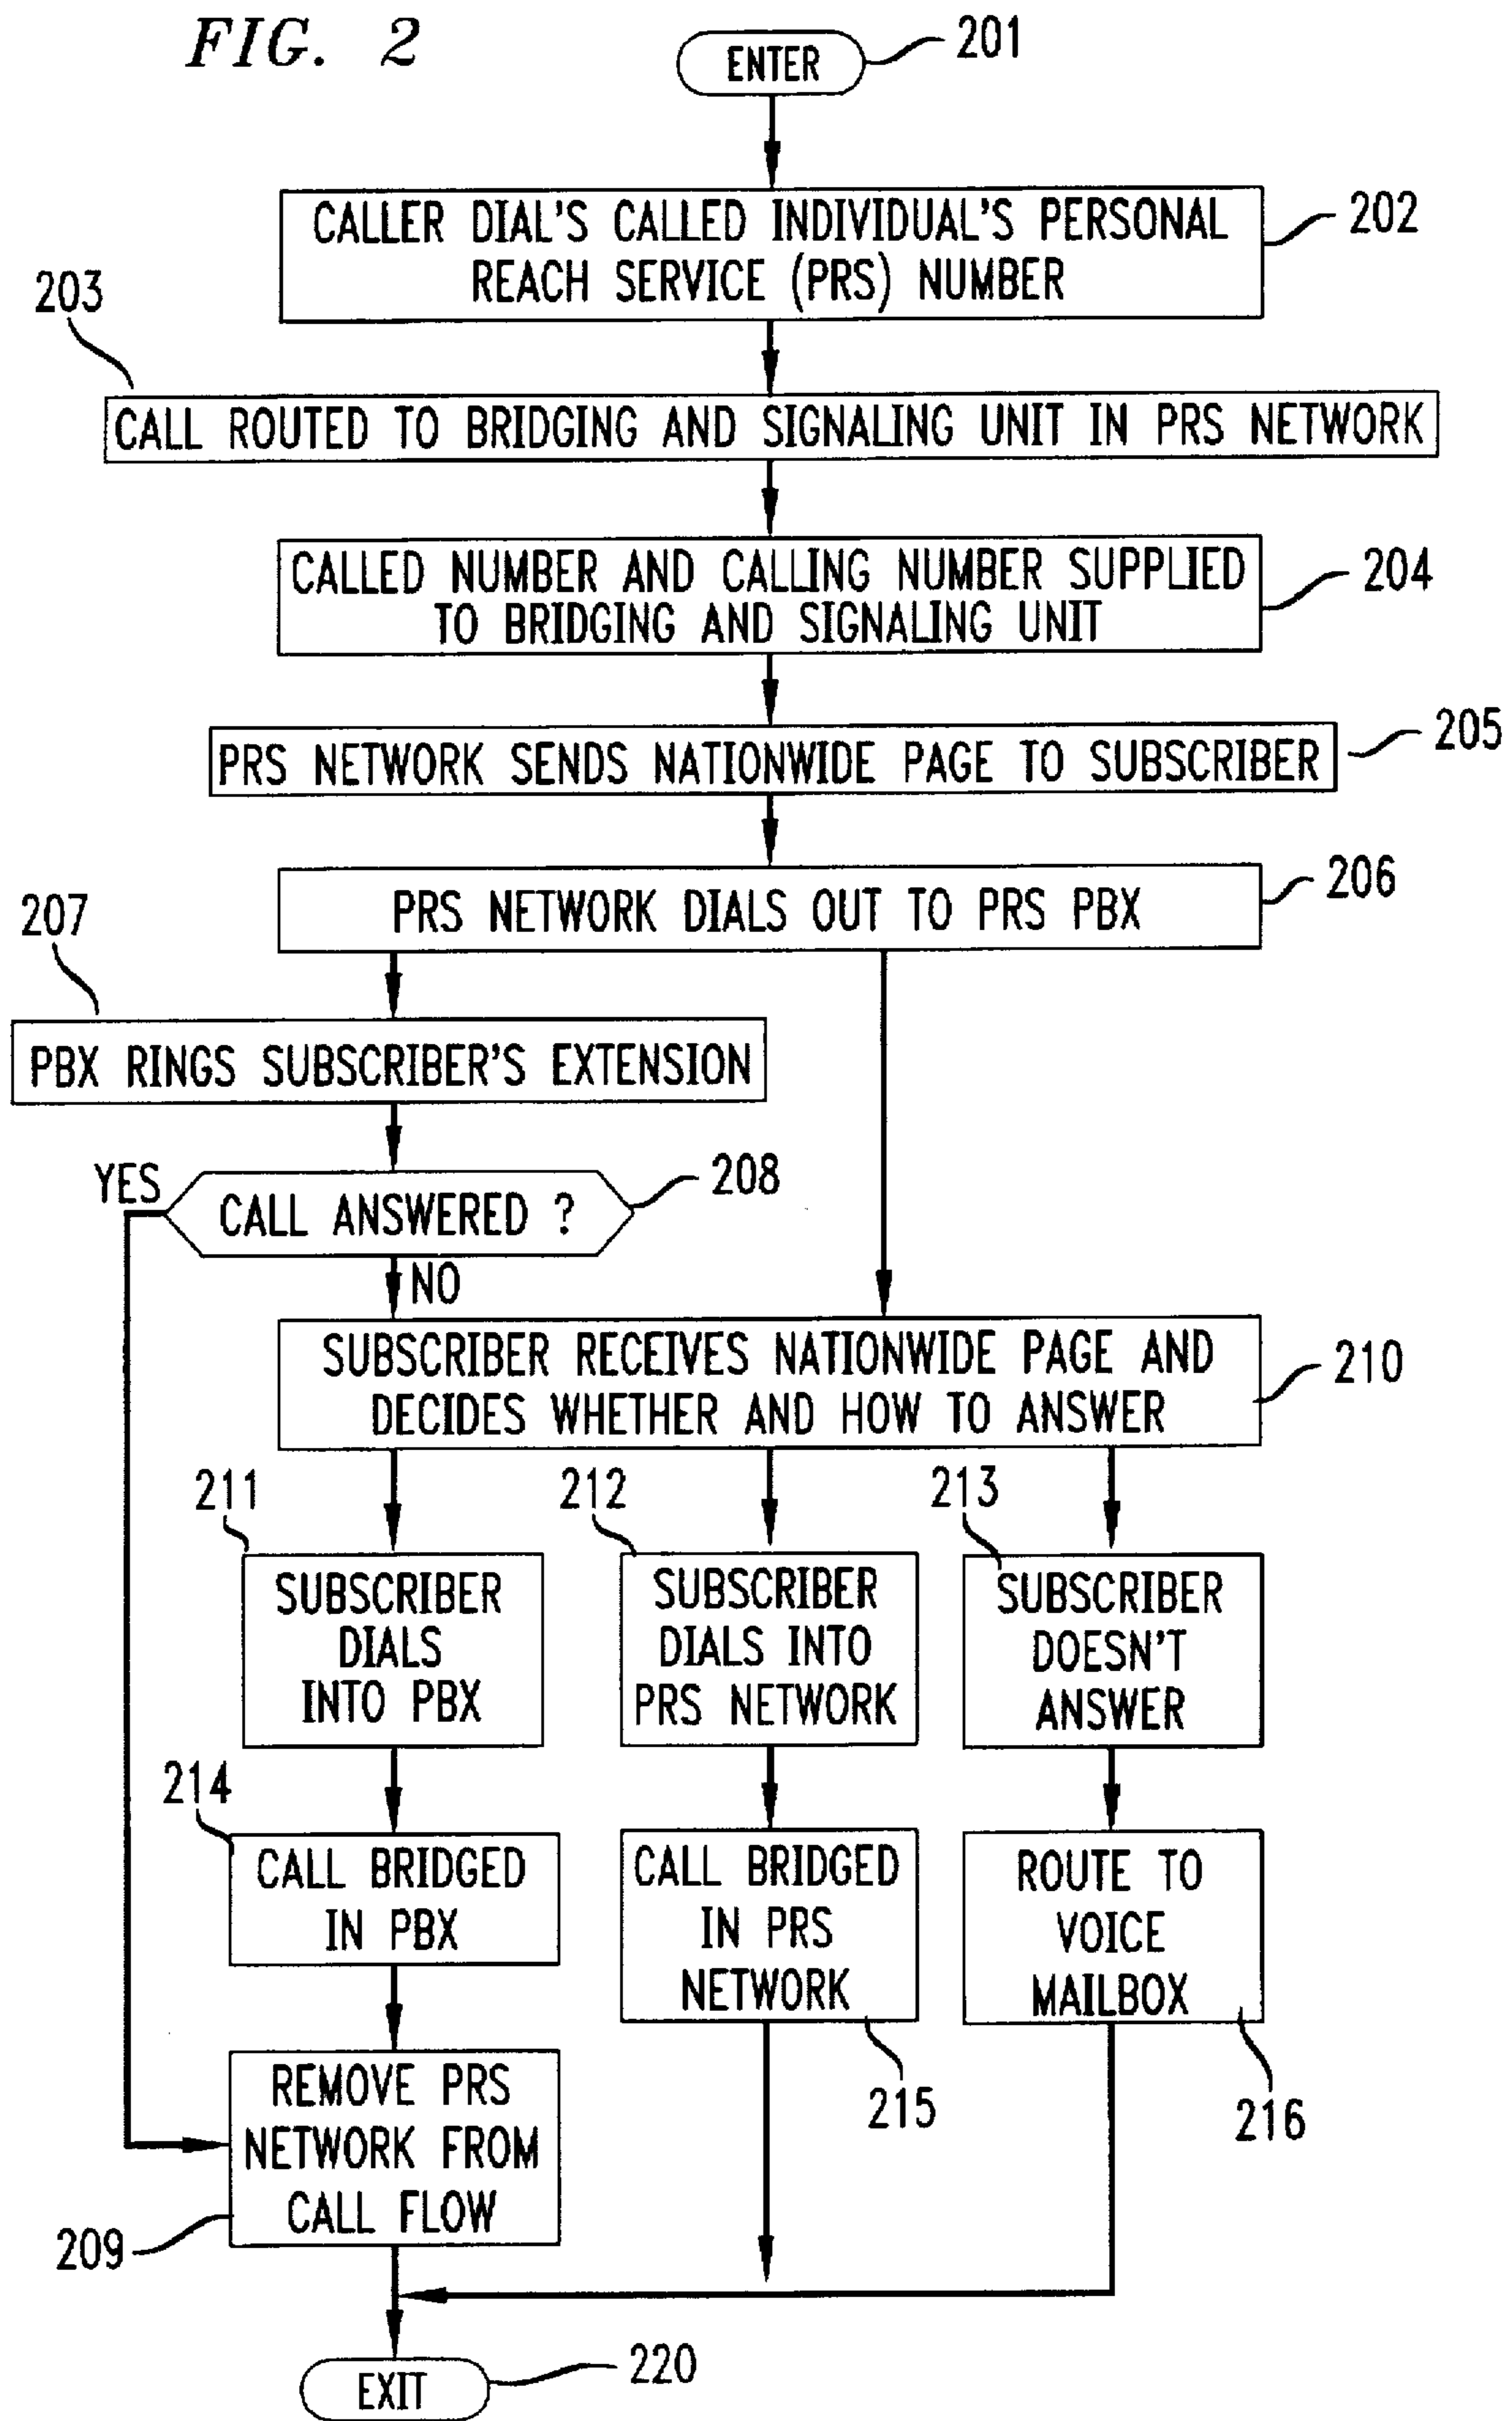 FIG. 2
ENTER
201
CALLER DIAL'S CALLED INDIVIDUAL'S PERSONAL
REACH SERVICE (PRS) NUMBER
202
203
CALL ROUTED TO BRIDGING AND SIGNALING UNIT IN PRS NETWORK
CALLED NUMBER AND CALLING NUMBER SUPPLIED
TO BRIDGING AND SIGNALING UNIT
204
PRS NETWORK SENDS NATIONWIDE PAGE TO SUBSCRIBER
205
PRS NETWORK DIALS OUT TO PRS PBX
206
207
PBX RINGS SUBSCRIBER'S EXTENSION
YES
CALL ANSWERED ?
208
NO
SUBSCRIBER RECEIVES NATIONWIDE PAGE AND
DECIDES WHETHER AND HOW TO ANSWER
210
211
SUBSCRIBER
DIALS
INTO PBX
212
SUBSCRIBER
DIALS INTO
PRS NETWORK
213
SUBSCRIBER
DOESN'T
ANSWER
214
CALL BRIDGED
IN PBX
CALL BRIDGED
IN PRS
NETWORK
215
ROUTE TO
VOICE
MAILBOX
216
REMOVE PRS
NETWORK FROM
CALL FLOW
209
EXIT
220